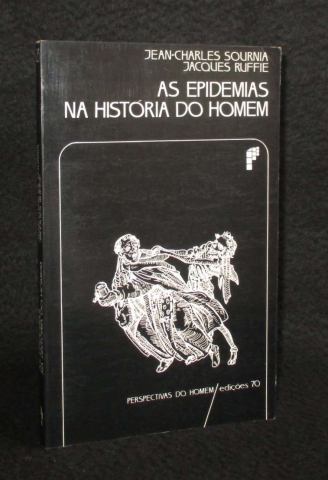 JEAN-CHARLES SOURNIA
JACQUES RUFFIE
AS EPIDEMIAS
NA HISTÓRIA DO HOMEM
PERSPECTIVAS DO HOMEM/edições 70